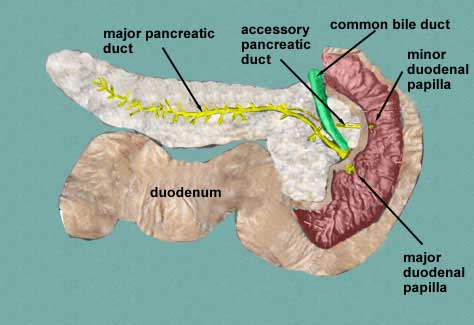 major pancreatic
duct
accessory
pancreatic
duct
common bile duct
minor
duodenal
papilla
duodenum
major
duodenal
papilla